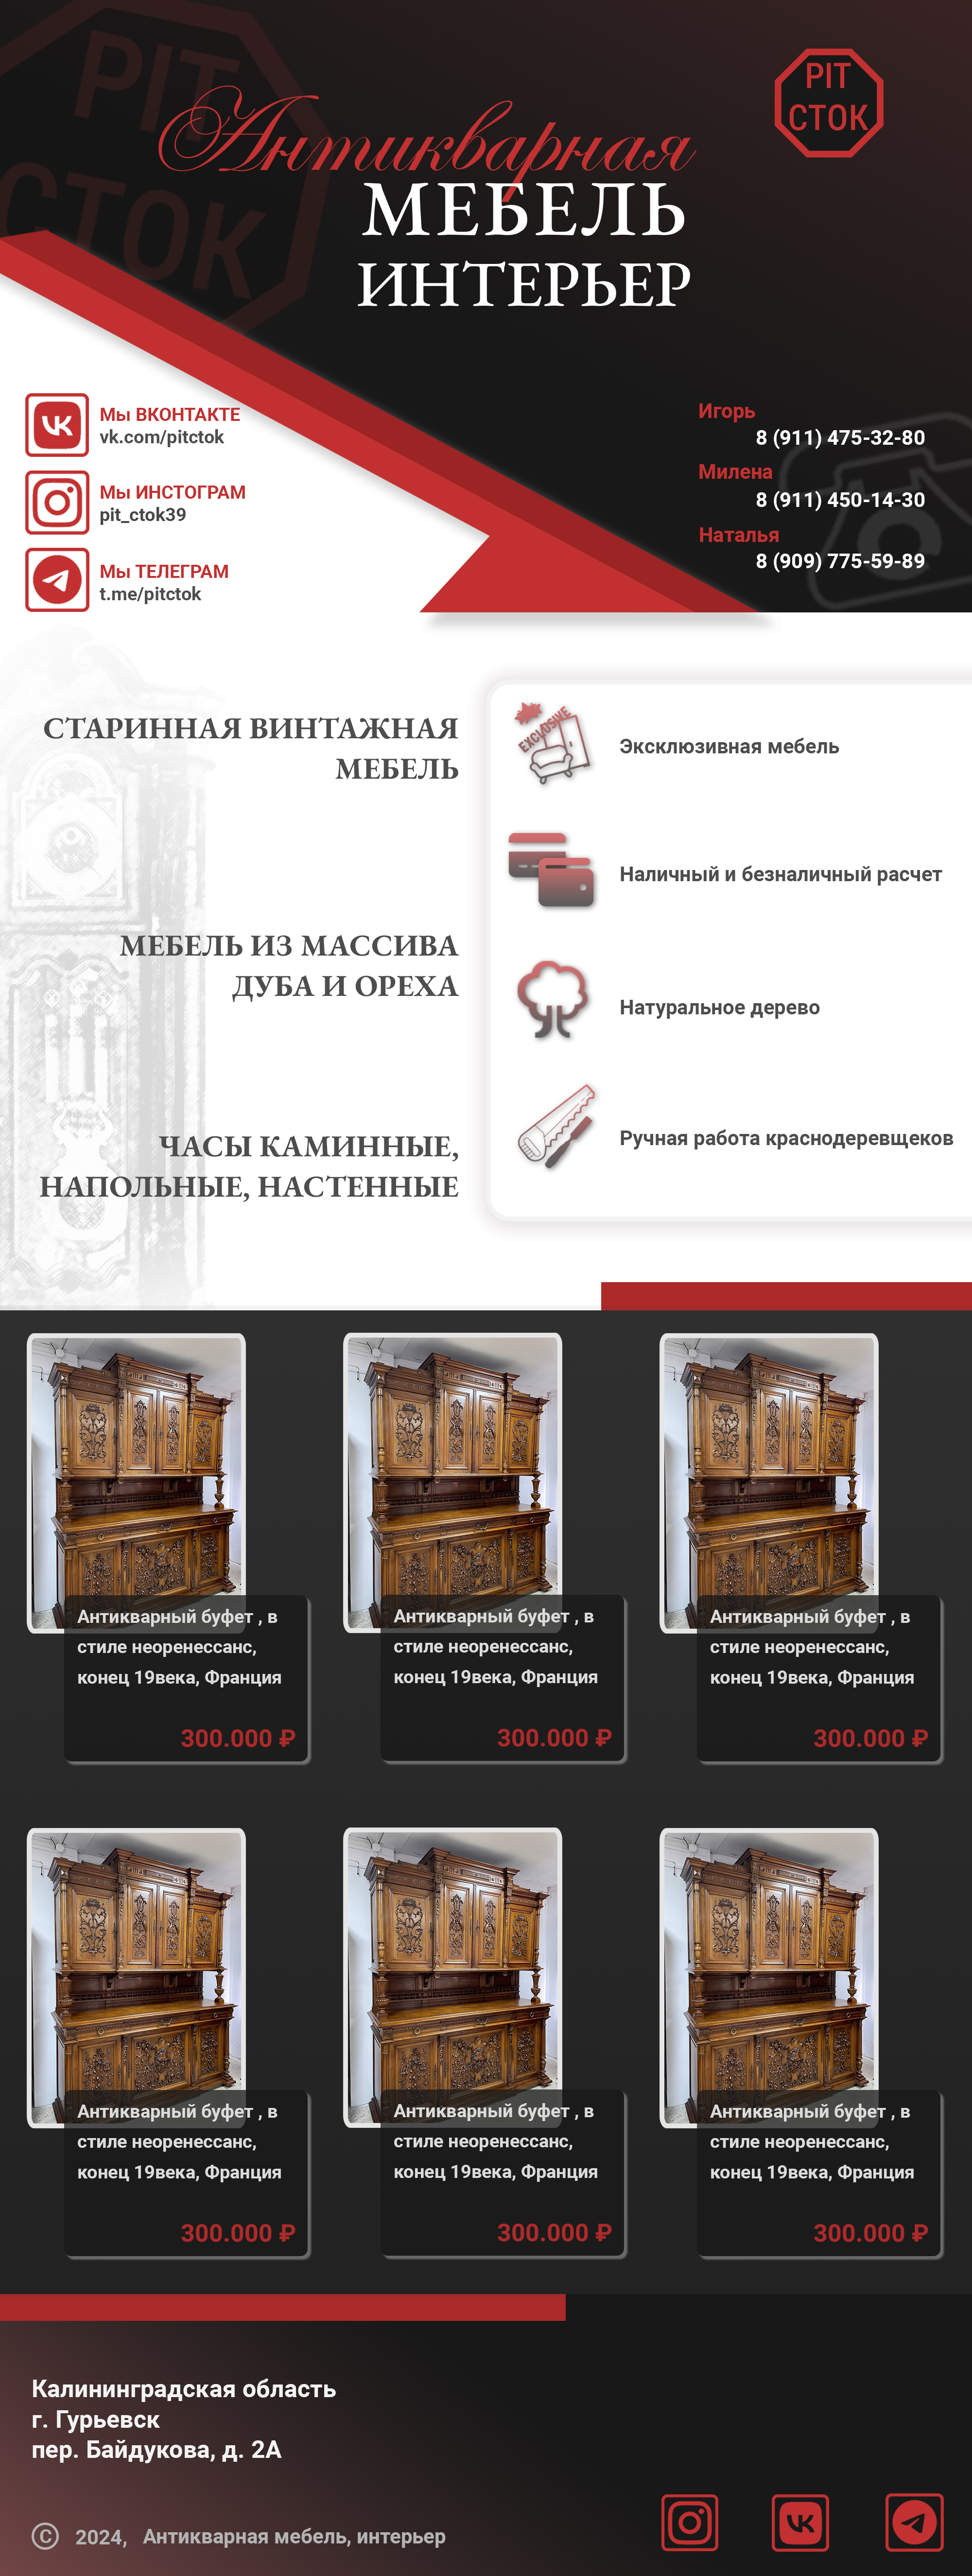 PIT
СТОК
PIT
СТОК
Антикварная
МЕБЕЛЬ
ИНТЕРЬЕР
Мы ВКОНТАКТЕ
vk.com/pitctok
Мы ИНСТОГРАМ
pit_ctok39
Мы ТЕЛЕГРАМ
t.me/pitctok
Игорь
8 (911) 475-32-80
Милена
8 (911) 450-14-30
Наталья
8 (909) 775-59-89
СТАРИННАЯ ВИНТАЖНАЯ
МЕБЕЛЬ
МЕБЕЛЬ ИЗ МАССИВА
ДУБА И ОРЕХА
ЧАСЫ КАМИННЫЕ,
НАПОЛЬНЫЕ, НАСТЕННЫЕ
EXCLUSIVE
Эксклюзивная мебель
Наличный и безналичный расчет
Натуральное дерево
Ручная работа краснодеревщеков
Антикварный буфет , в
стиле неоренессанс,
конец 19века, Франция
300.000 ₽
Антикварный буфет , в
стиле неоренессанс,
конец 19века, Франция
300.000 ₽
Антикварный буфет , в
стиле неоренессанс,
конец 19века, Франция
300.000 ₽
Антикварный буфет , в
стиле неоренессанс,
конец 19века, Франция
300.000 ₽
Антикварный буфет , в
стиле неоренессанс,
конец 19века, Франция
300.000 ₽
Антикварный буфет , в
стиле неоренессанс,
конец 19века, Франция
300.000 ₽
Калининградская область
г. Гурьевск
пер. Байдукова, д. 2А
© 2024, Антикварная мебель, интерьер